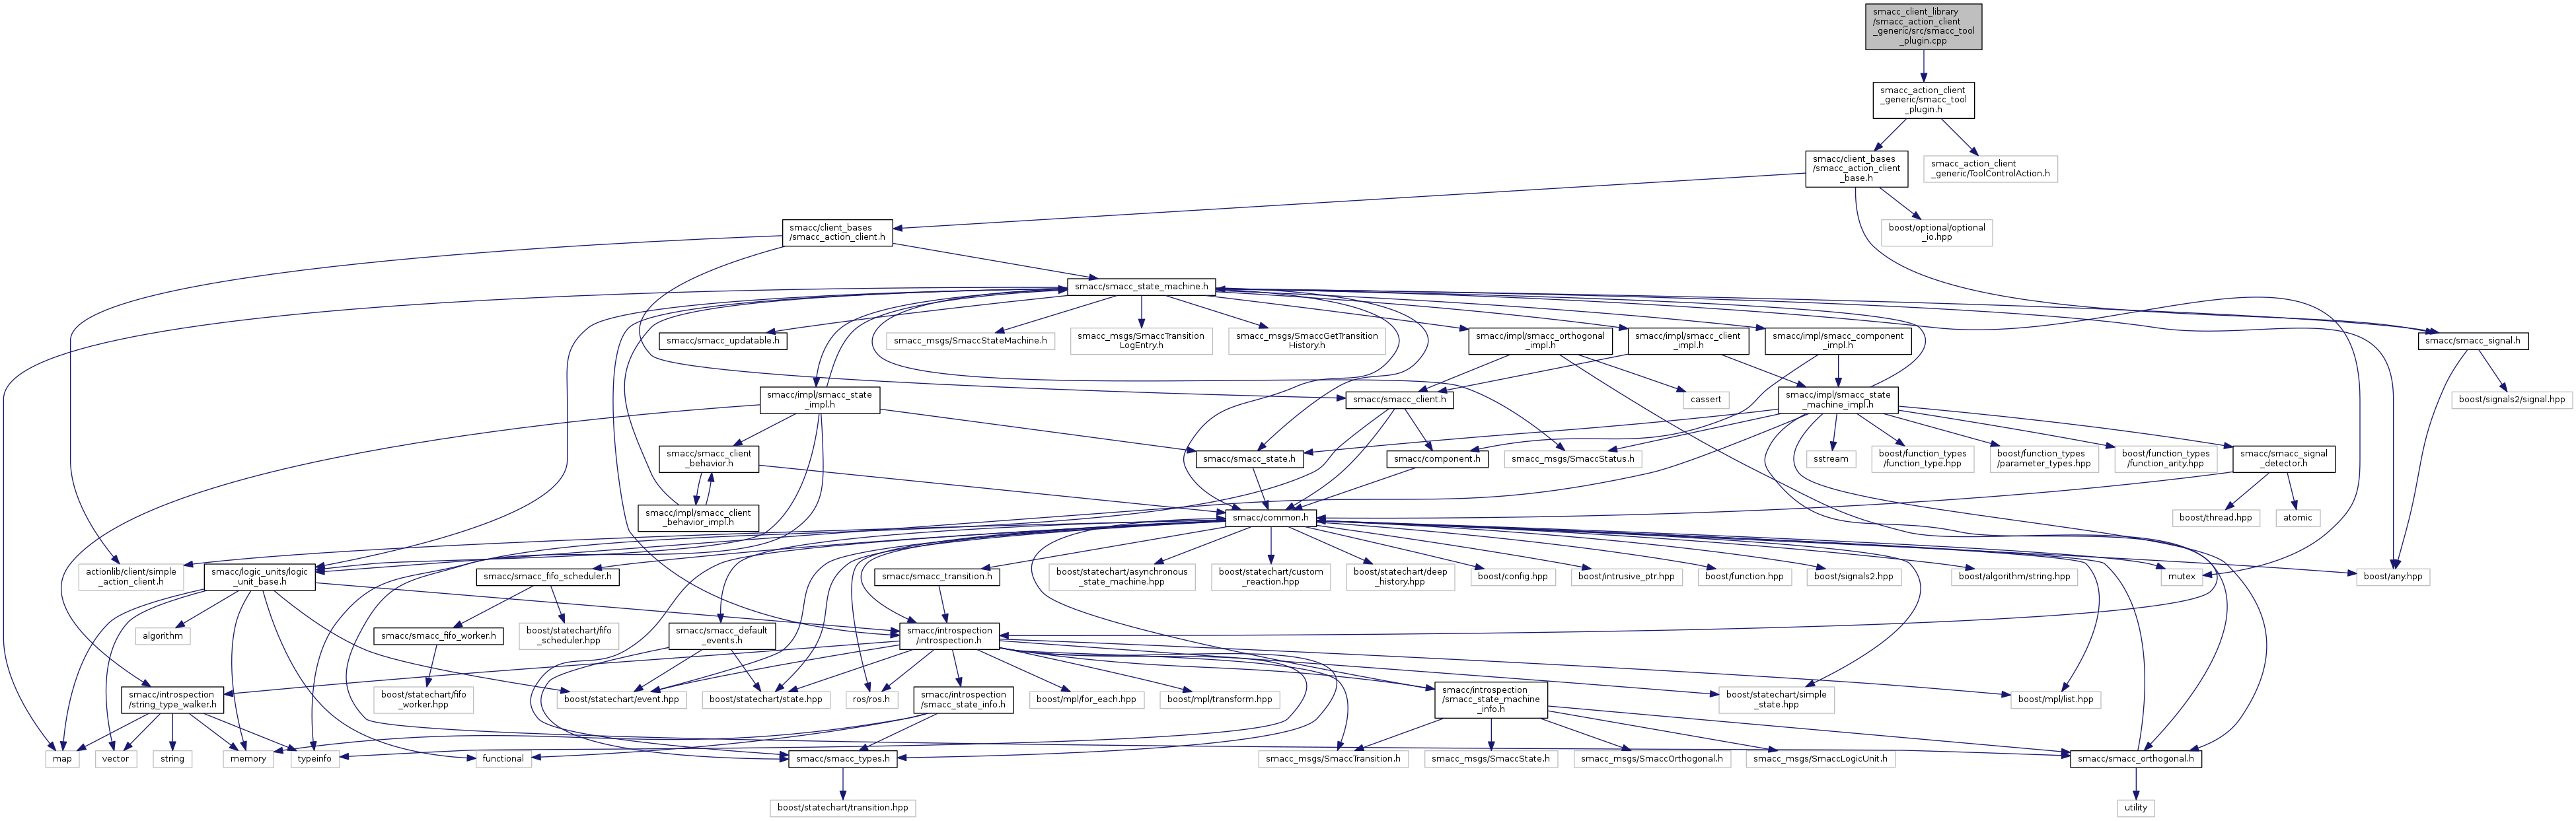 smacc_client_library
/smacc_action_client
_generic/src/smacc_tool
_plugin.cpp
smacc_action_client
_generic/smacc_tool
_plugin.h
smacc/client_bases
/smacc_action_client
_base.h
smacc_action_client
_generic/ToolControlAction.h
smacc/client_bases
/smacc_action_client.h
boost/optional/optional
_io.hpp
smacc/smacc_state_machine.h
smacc/smacc_updatable.h
smacc_msgs/SmaccStateMachine.h
smacc_msgs/SmaccTransition
LogEntry.h
smacc_msgs/SmaccGetTransition
History.h
smacc/impl/smacc_orthogonal
_impl.h
smacc/impl/smacc_client
_impl.h
smacc/impl/smacc_component
_impl.h
smacc/smacc_signal.h
smacc/impl/smacc_state
_impl.h
smacc/smacc_client.h
cassert
smacc/impl/smacc_state
_machine_impl.h
boost/signals2/signal.hpp
smacc/smacc_client
_behavior.h
smacc/smacc_state.h
smacc/component.h
smacc_msgs/SmaccStatus.h
sstream
boost/function_types
/function_type.hpp
boost/function_types
/parameter_types.hpp
boost/function_types
/function_arity.hpp
smacc/smacc_signal
_detector.h
smacc/impl/smacc_client
_behavior_impl.h
smacc/common.h
boost/thread.hpp
atomic
actionlib/client/simple
_action_client.h
smacc/logic_units/logic
_unit_base.h
smacc/smacc_fifo_scheduler.h
smacc/smacc_transition.h
boost/statechart/asynchronous
_state_machine.hpp
boost/statechart/custom
_reaction.hpp
boost/statechart/deep
_history.hpp
boost/config.hpp
boost/intrusive_ptr.hpp
boost/function.hpp
boost/signals2.hpp
boost/algorithm/string.hpp
mutex
boost/any.hpp
algorithm
smacc/smacc_fifo_worker.h
boost/statechart/fifo
_scheduler.hpp
smacc/smacc_default
_events.h
smacc/introspection
/introspection.h
smacc/introspection
/string_type_walker.h
boost/statechart/fifo
_worker.hpp
boost/statechart/event.hpp
boost/statechart/state.hpp
ros/ros.h
smacc/introspection
/smacc_state_info.h
boost/mpl/for_each.hpp
boost/mpl/transform.hpp
smacc/introspection
/smacc_state_machine
_info.h
boost/statechart/simple
_state.hpp
boost/mpl/list.hpp
map
vector
string
memory
typeinfo
functional
smacc/smacc_types.h
smacc_msgs/SmaccTransition.h
smacc_msgs/SmaccState.h
smacc_msgs/SmaccOrthogonal.h
smacc_msgs/SmaccLogicUnit.h
smacc/smacc_orthogonal.h
boost/statechart/transition.hpp
utility